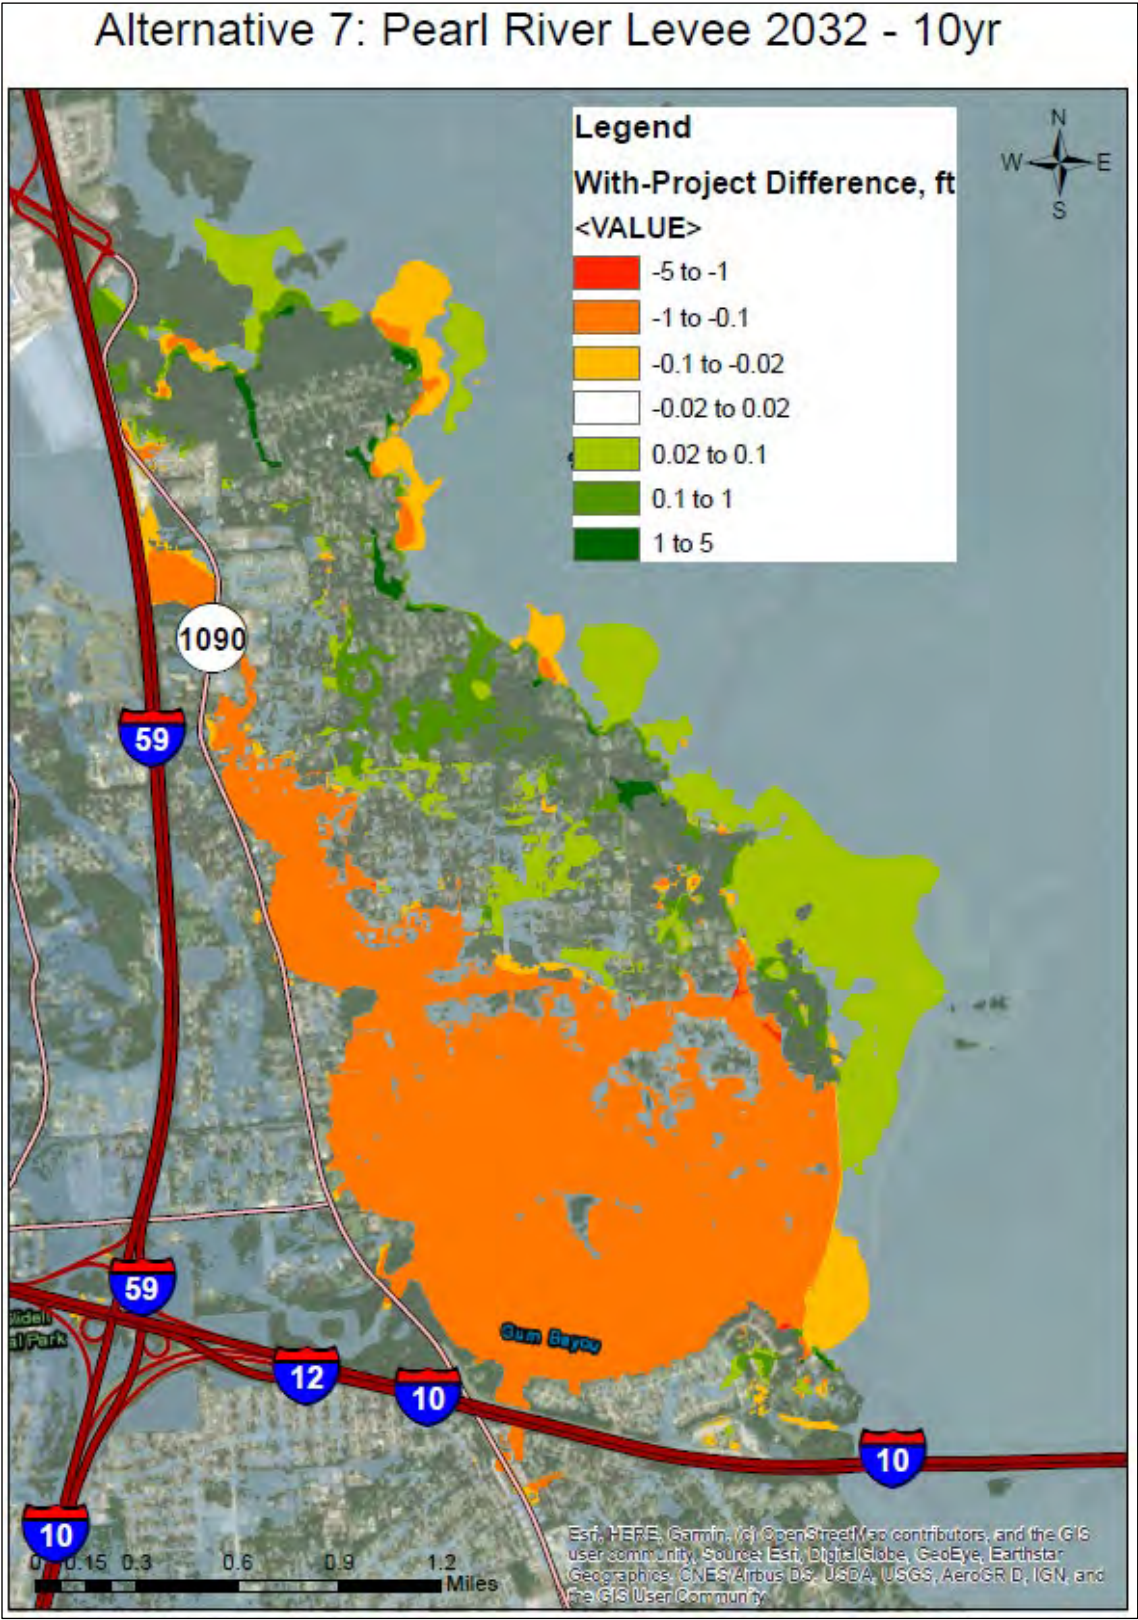 Alternative 7: Pearl River Levee 2032 - 10yr
Legend
With-Project Difference, ft
<VALUE>
-5 to -1
-1 to -0.1
-0.1 to -0.02
-0.02 to 0.02
0.02 to 0.1
0.1 to 1
1 to 5
N
W E
S
1090
59
59
al Park
Gum Bayou
12
10
10
10
0 0.15 0.3 0.6 0.9 1.2
Miles
Esri, HERE, Garmin, (c) OpenStreetMap contributors, and the GIS
user community, Source: Esri, DigitalGlobe, GeoEye, Earthstar
Geographics, CNES/Airbus DS, USDA, USGS, AeroGRID, IGN, and
the GIS User Community